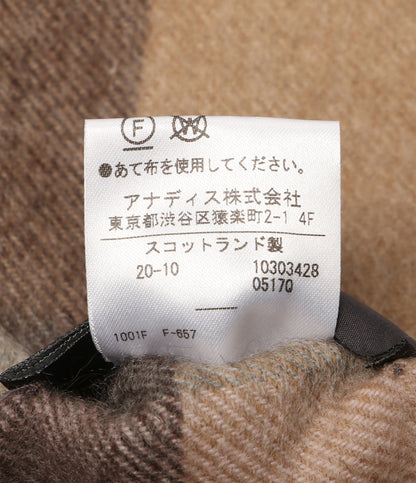 F W
●あて布を使用してください。
アナディス株式会社
東京都渋谷区猿楽町2-1 4F
スコットランド製
20-10 10303428
05170
1001F F-657